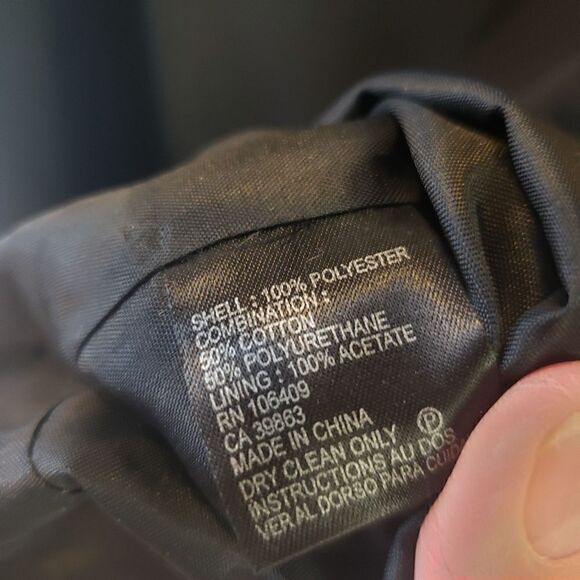 SHELL : 100% POLYESTER
COMBINATION :
50% COTTON
50% POLYURETHANE
LINING : 100% ACETATE
RN 106409
CA 39863
MADE IN CHINA
DRY CLEAN ONLY Ⓟ
INSTRUCTIONS AU DOS
VER AL DORSO PARA